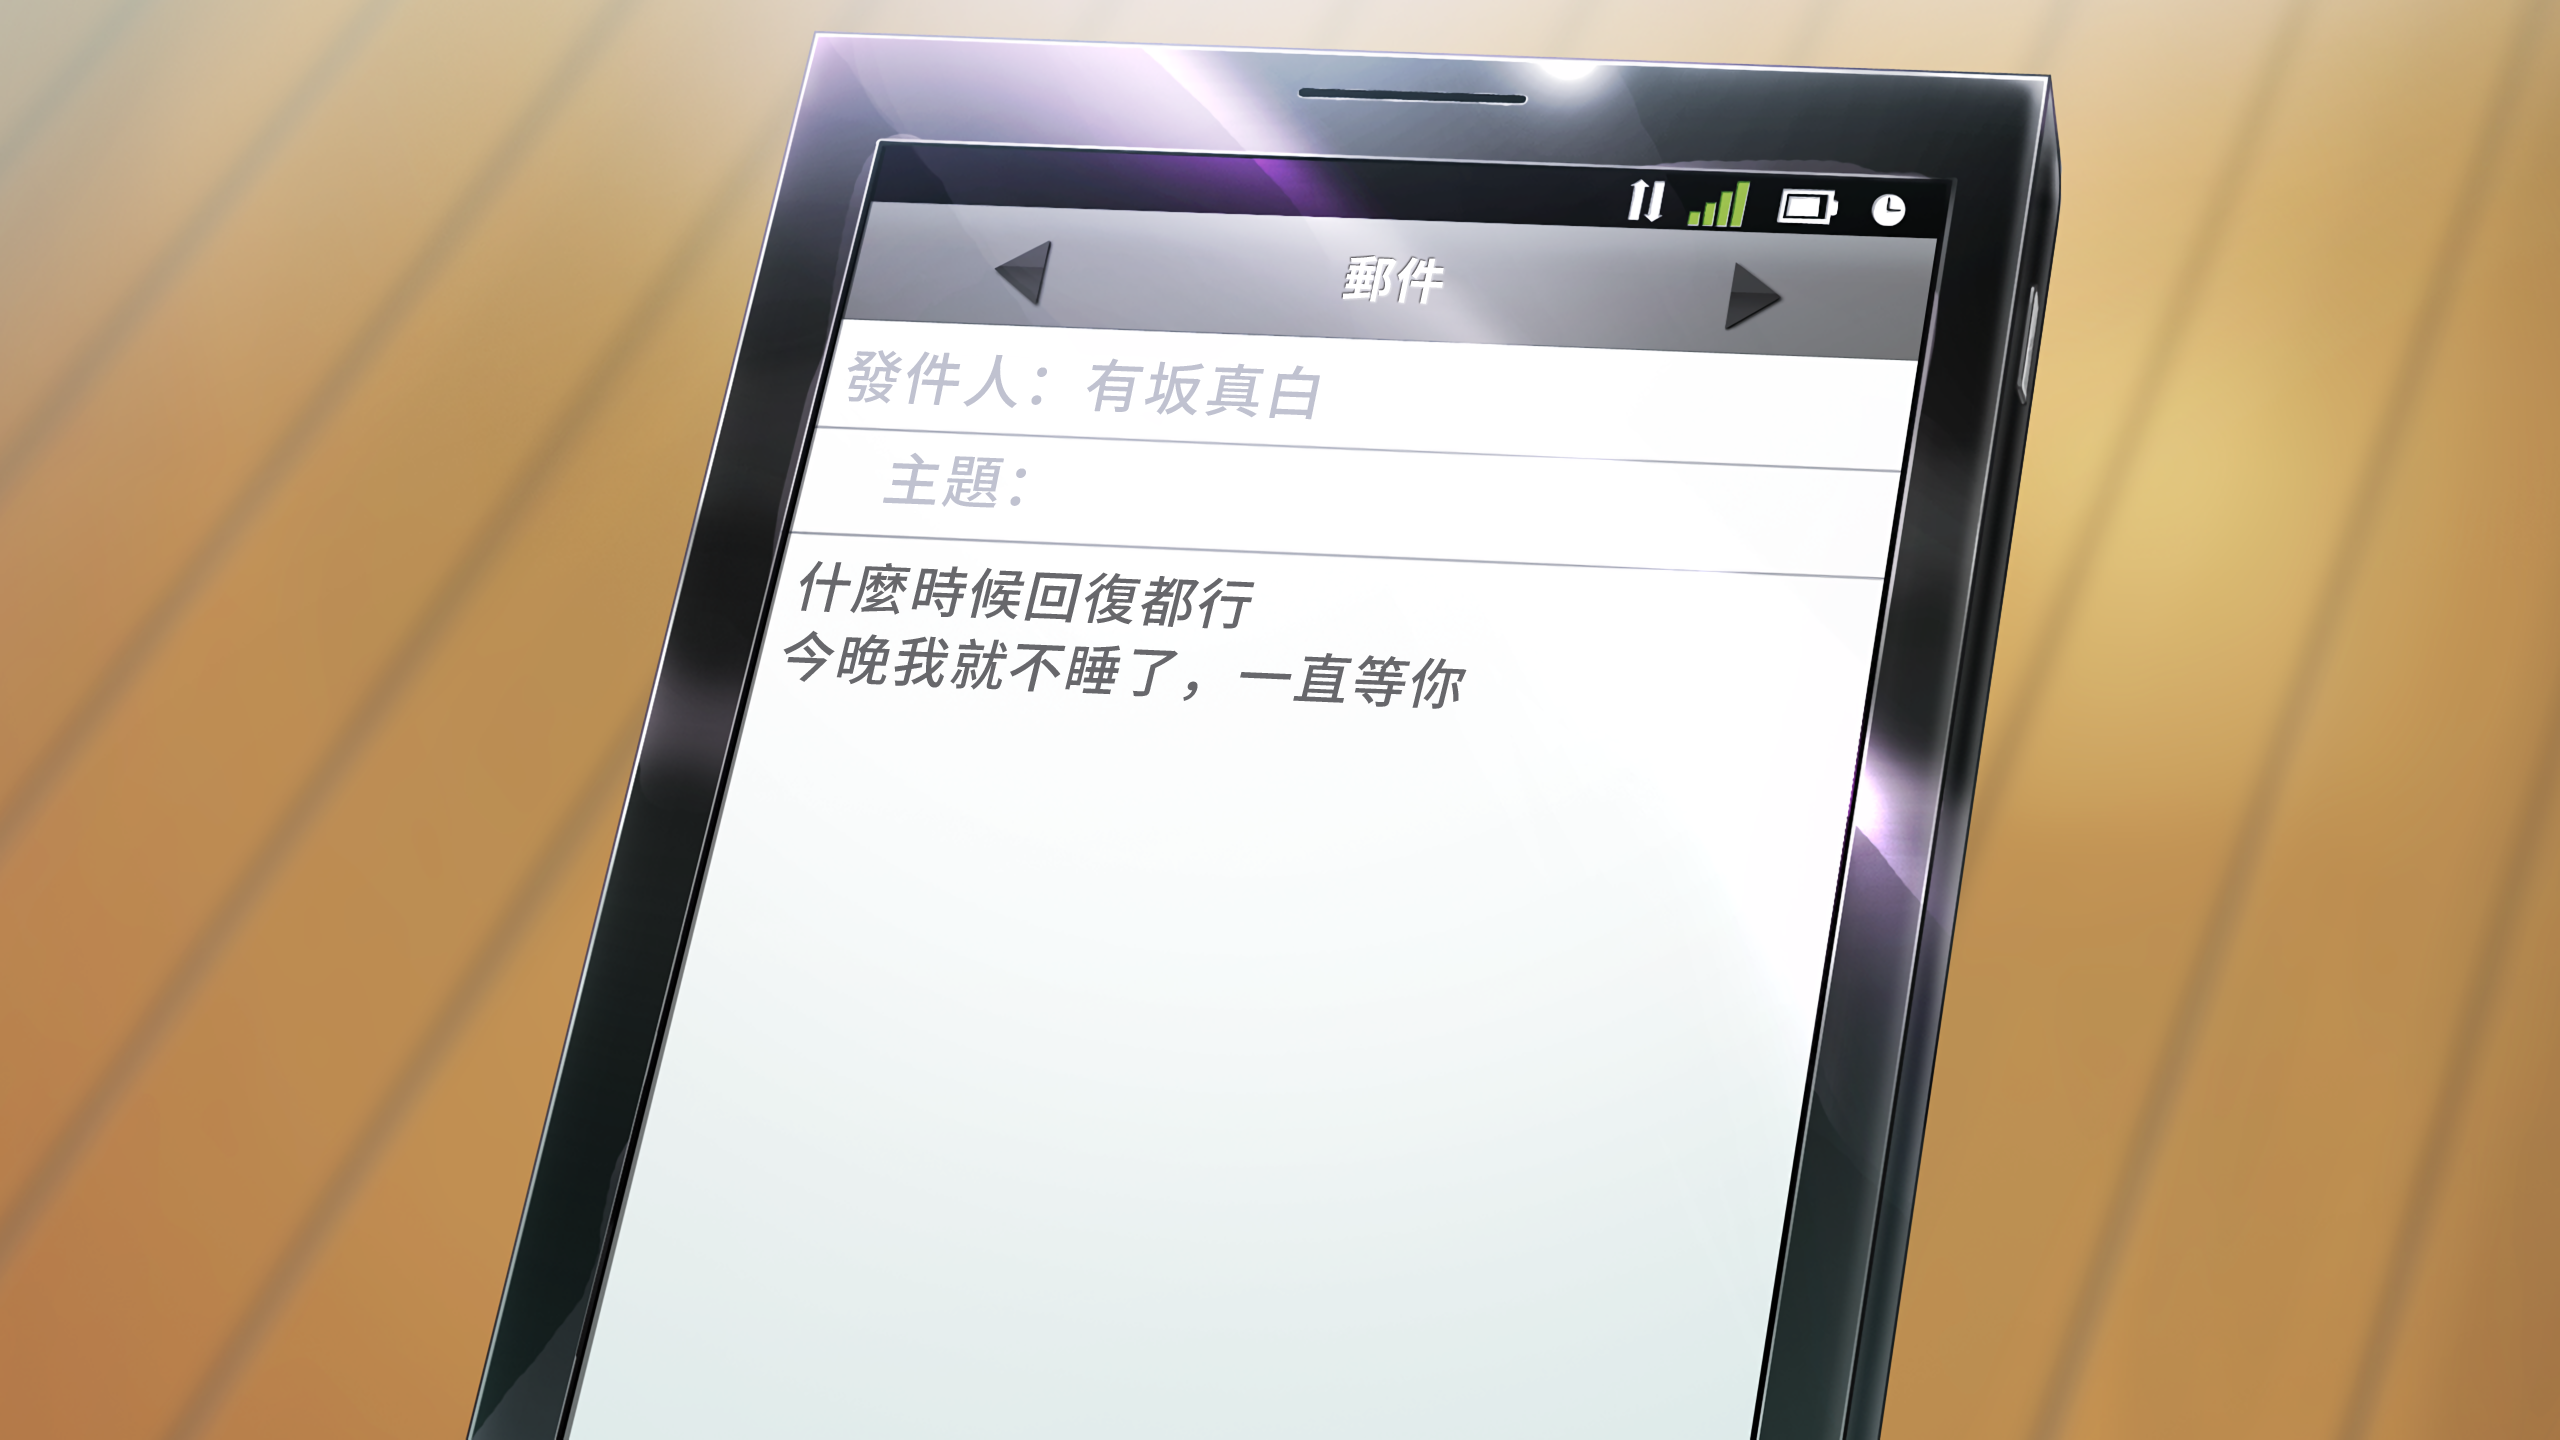 郵件
發件人：有坂真白
主題：
什麼時候回復都行
今晚我就不睡了，一直等你